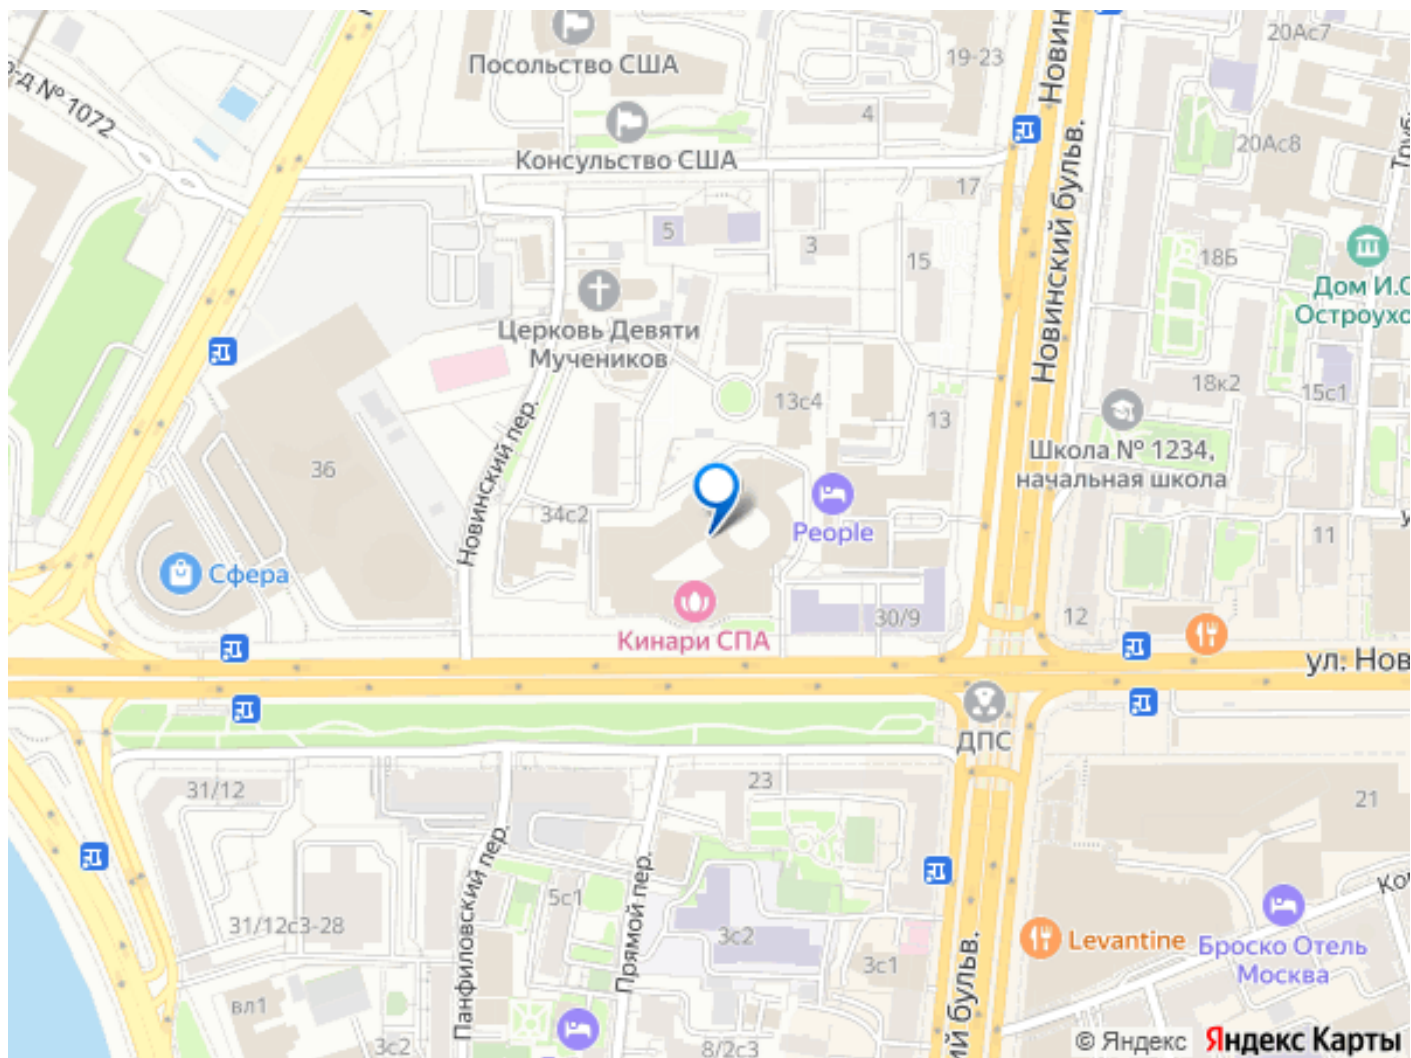 Посольство США
19-23
Новинс
20Ас7
р-д № 1072
4
Консульство США
20Ас8
17
5
3
15
18Б
Новинский бульв.
Дом И.С
Остроухо
Церковь Девяти
Мучеников
18к2
15с1
13с4
13
Школа № 1234,
начальная школа
36
Новинский пер.
34с2
People
11
Сфера
Кинари СПА
30/9
12
ул. Нов
ДПС
31/12
23
21
Панфиловский пер.
5с1
Прямой пер.
31/12с3-28
3с2
3с1
Levantine
Броско Отель
Москва
вл1
3с2
8/2с3
ий бульв.
© Яндекс
Яндекс Карты